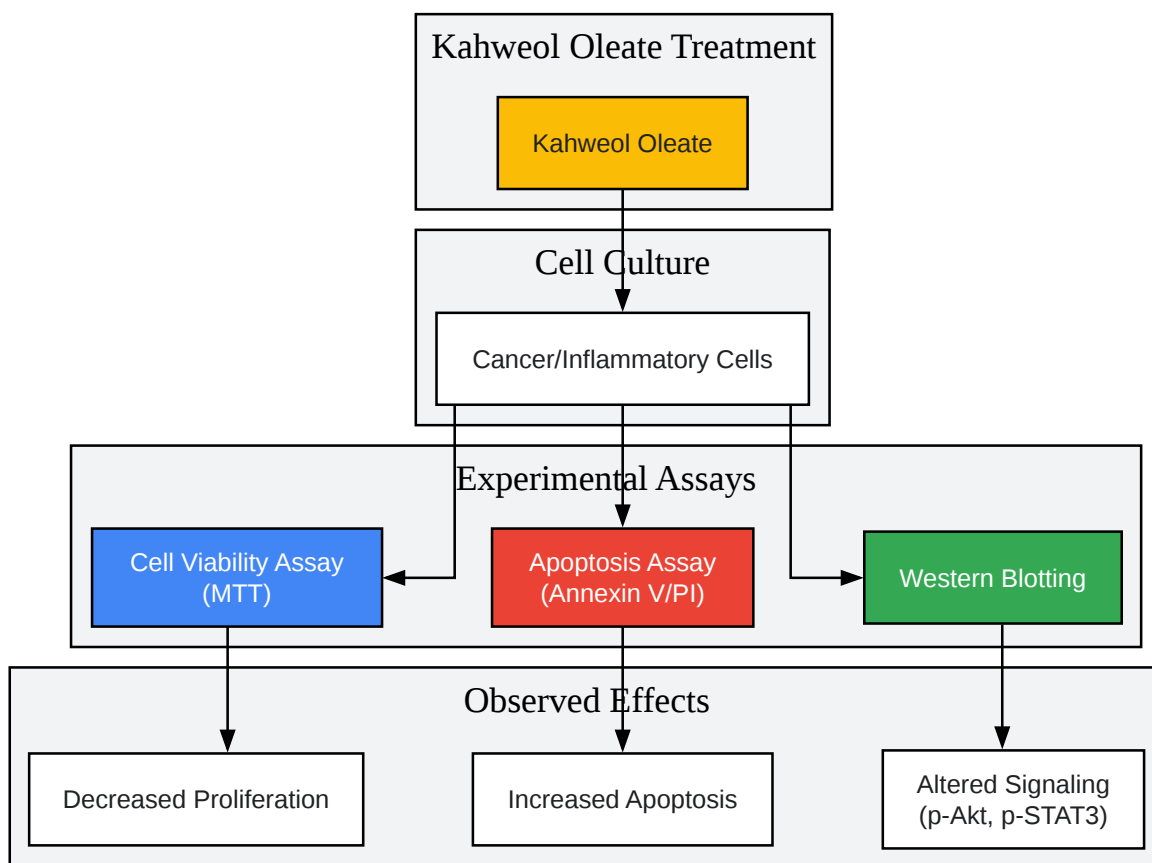 Kahweol Oleate Treatment
Kahweol Oleate
Cell Culture
Cancer/Inflammatory Cells
Experimental Assays
Cell Viability Assay
(MTT)
Apoptosis Assay
(Annexin V/PI)
Western Blotting
Observed Effects
Decreased Proliferation
Increased Apoptosis
Altered Signaling
(p-Akt, p-STAT3)